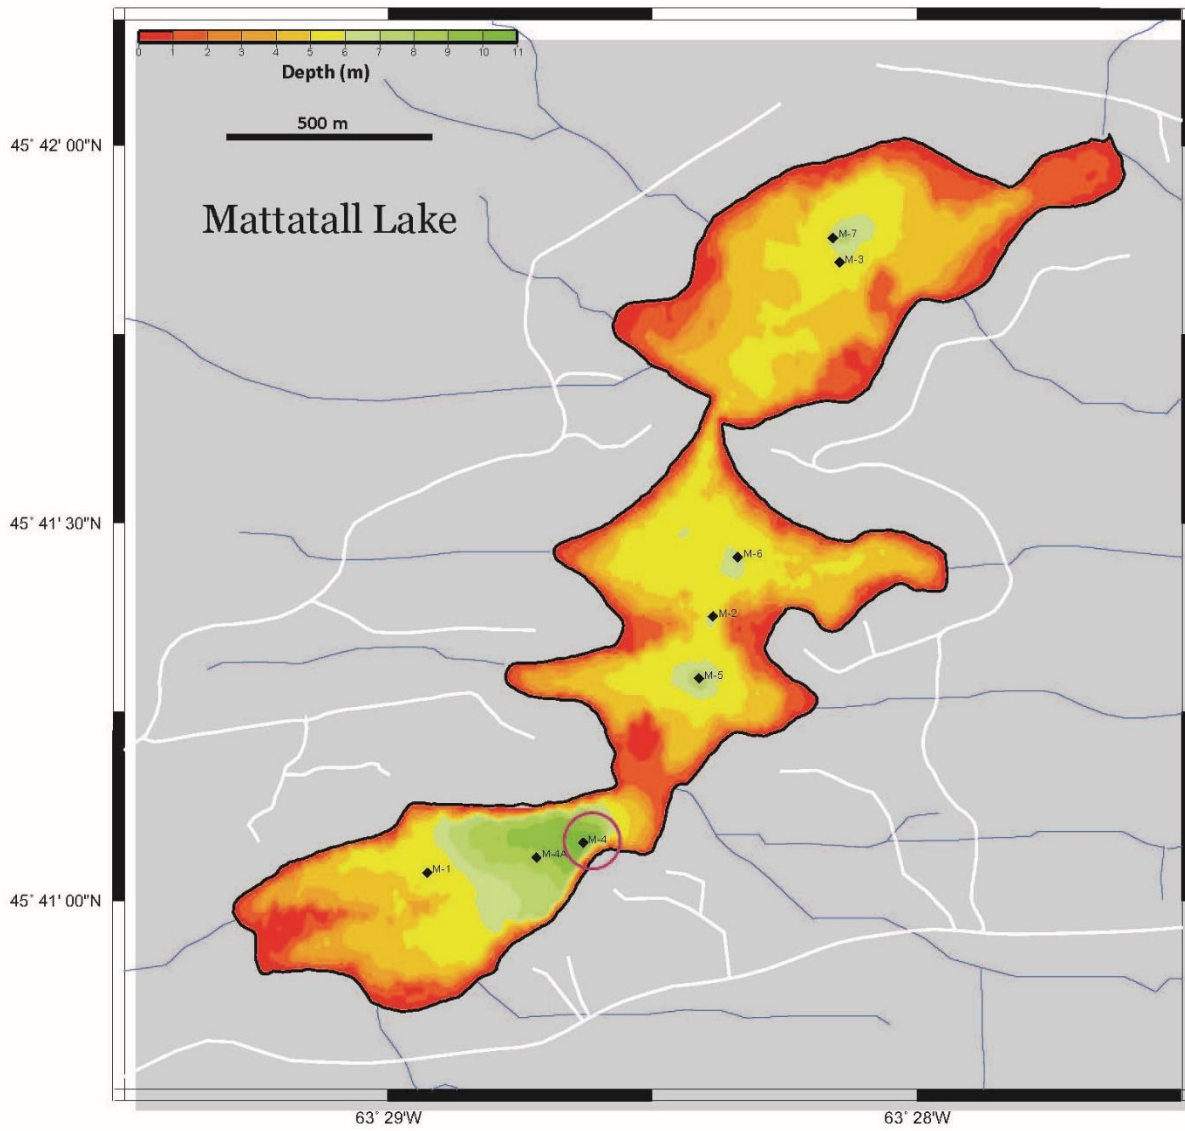 0 1 2 3 4 5 6 7 8 9 10 11
Depth (m)
500 m
45° 42' 00"N
Mattatall Lake
M-7
M-3
45° 41' 30"N
M-6
M-2
M-5
M-4
M-4A
M-1
45° 41' 00"N
63° 29'W 63° 28'W